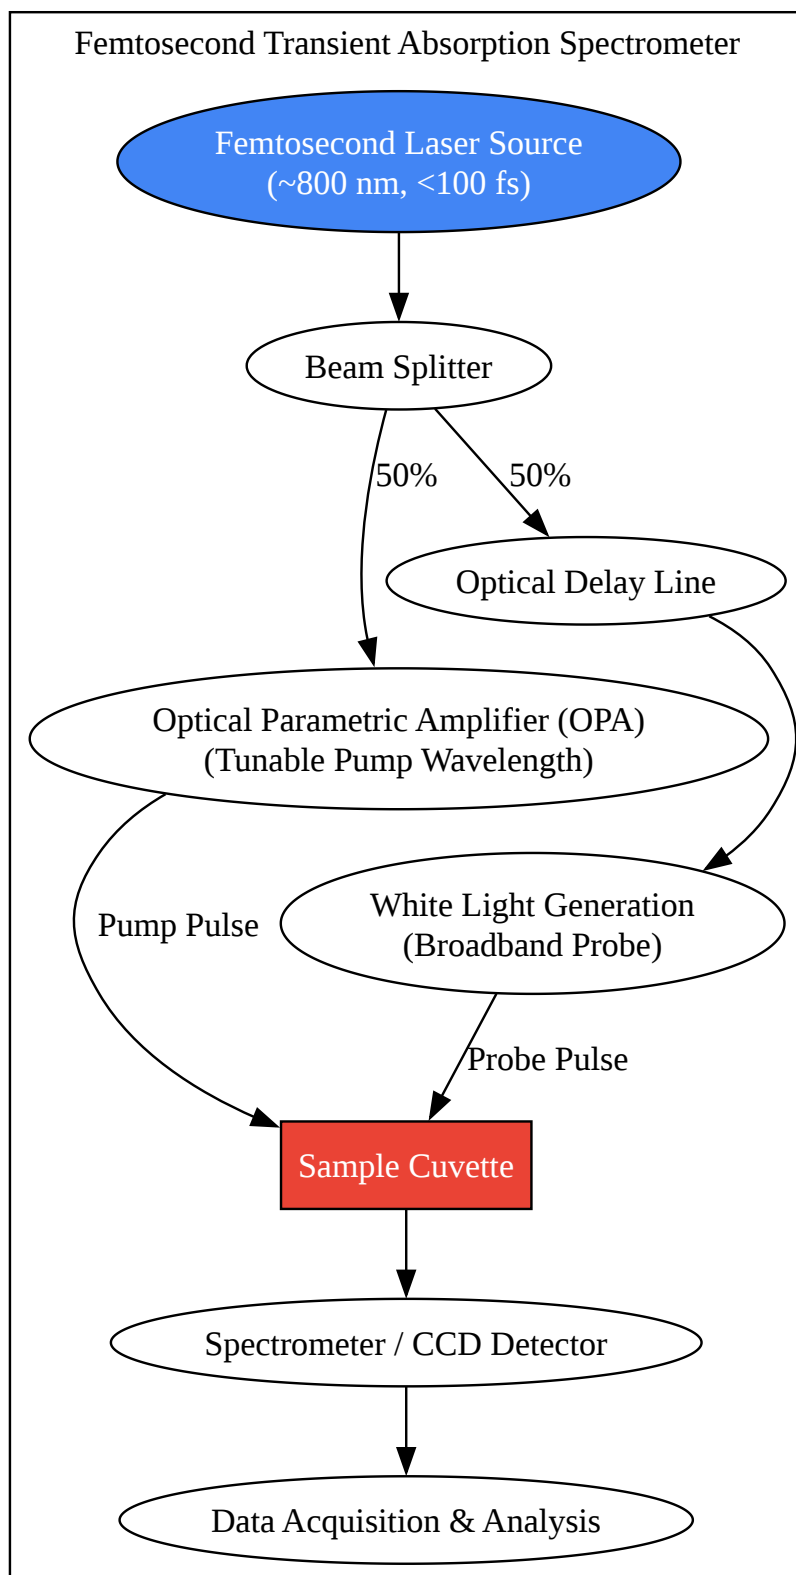 Femtosecond Transient Absorption Spectrometer
Femtosecond Laser Source
(~800 nm, <100 fs)
Beam Splitter
50%
50%
Optical Delay Line
Optical Parametric Amplifier (OPA)
(Tunable Pump Wavelength)
White Light Generation
(Broadband Probe)
Pump Pulse
Probe Pulse
Sample Cuvette
Spectrometer / CCD Detector
Data Acquisition & Analysis